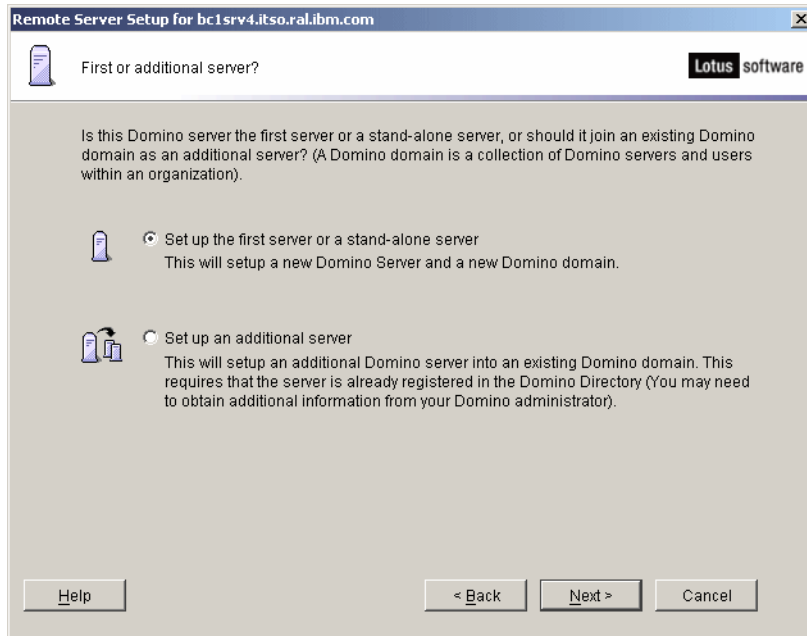 Remote Server Setup for bc1srv4.itso.ral.ibm.com
First or additional server?
Lotus software
Is this Domino server the first server or a stand-alone server, or should it join an existing Domino
domain as an additional server? (A Domino domain is a collection of Domino servers and users
within an organization).
Set up the first server or a stand-alone server
This will setup a new Domino Server and a new Domino domain.
Set up an additional server
This will setup an additional Domino server into an existing Domino domain. This
requires that the server is already registered in the Domino Directory (You may need
to obtain additional information from your Domino administrator).
Help
< Back
Next >
Cancel